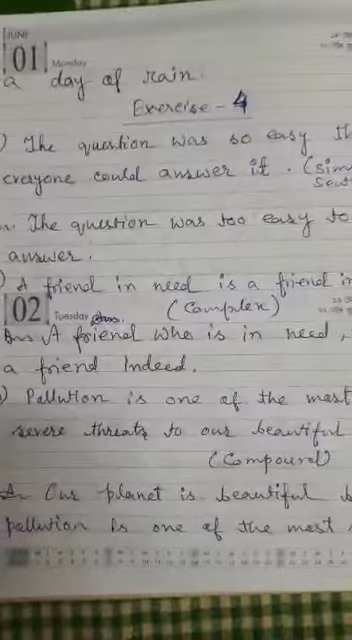 JUNE
01 Monday
a day of rain.
Exercise - 4
) The question was so easy th
everyone could answer it. (sim
The question was too easy to
answer.
) A friend in need is a friend in
02 Tuesday (Complex)
Ans A friend who is in need,
a friend Indeed.
) Pollution is one of the most
severe threats to our beautiful
(Compound)
Our planet is beautiful b
pollution is one of the most